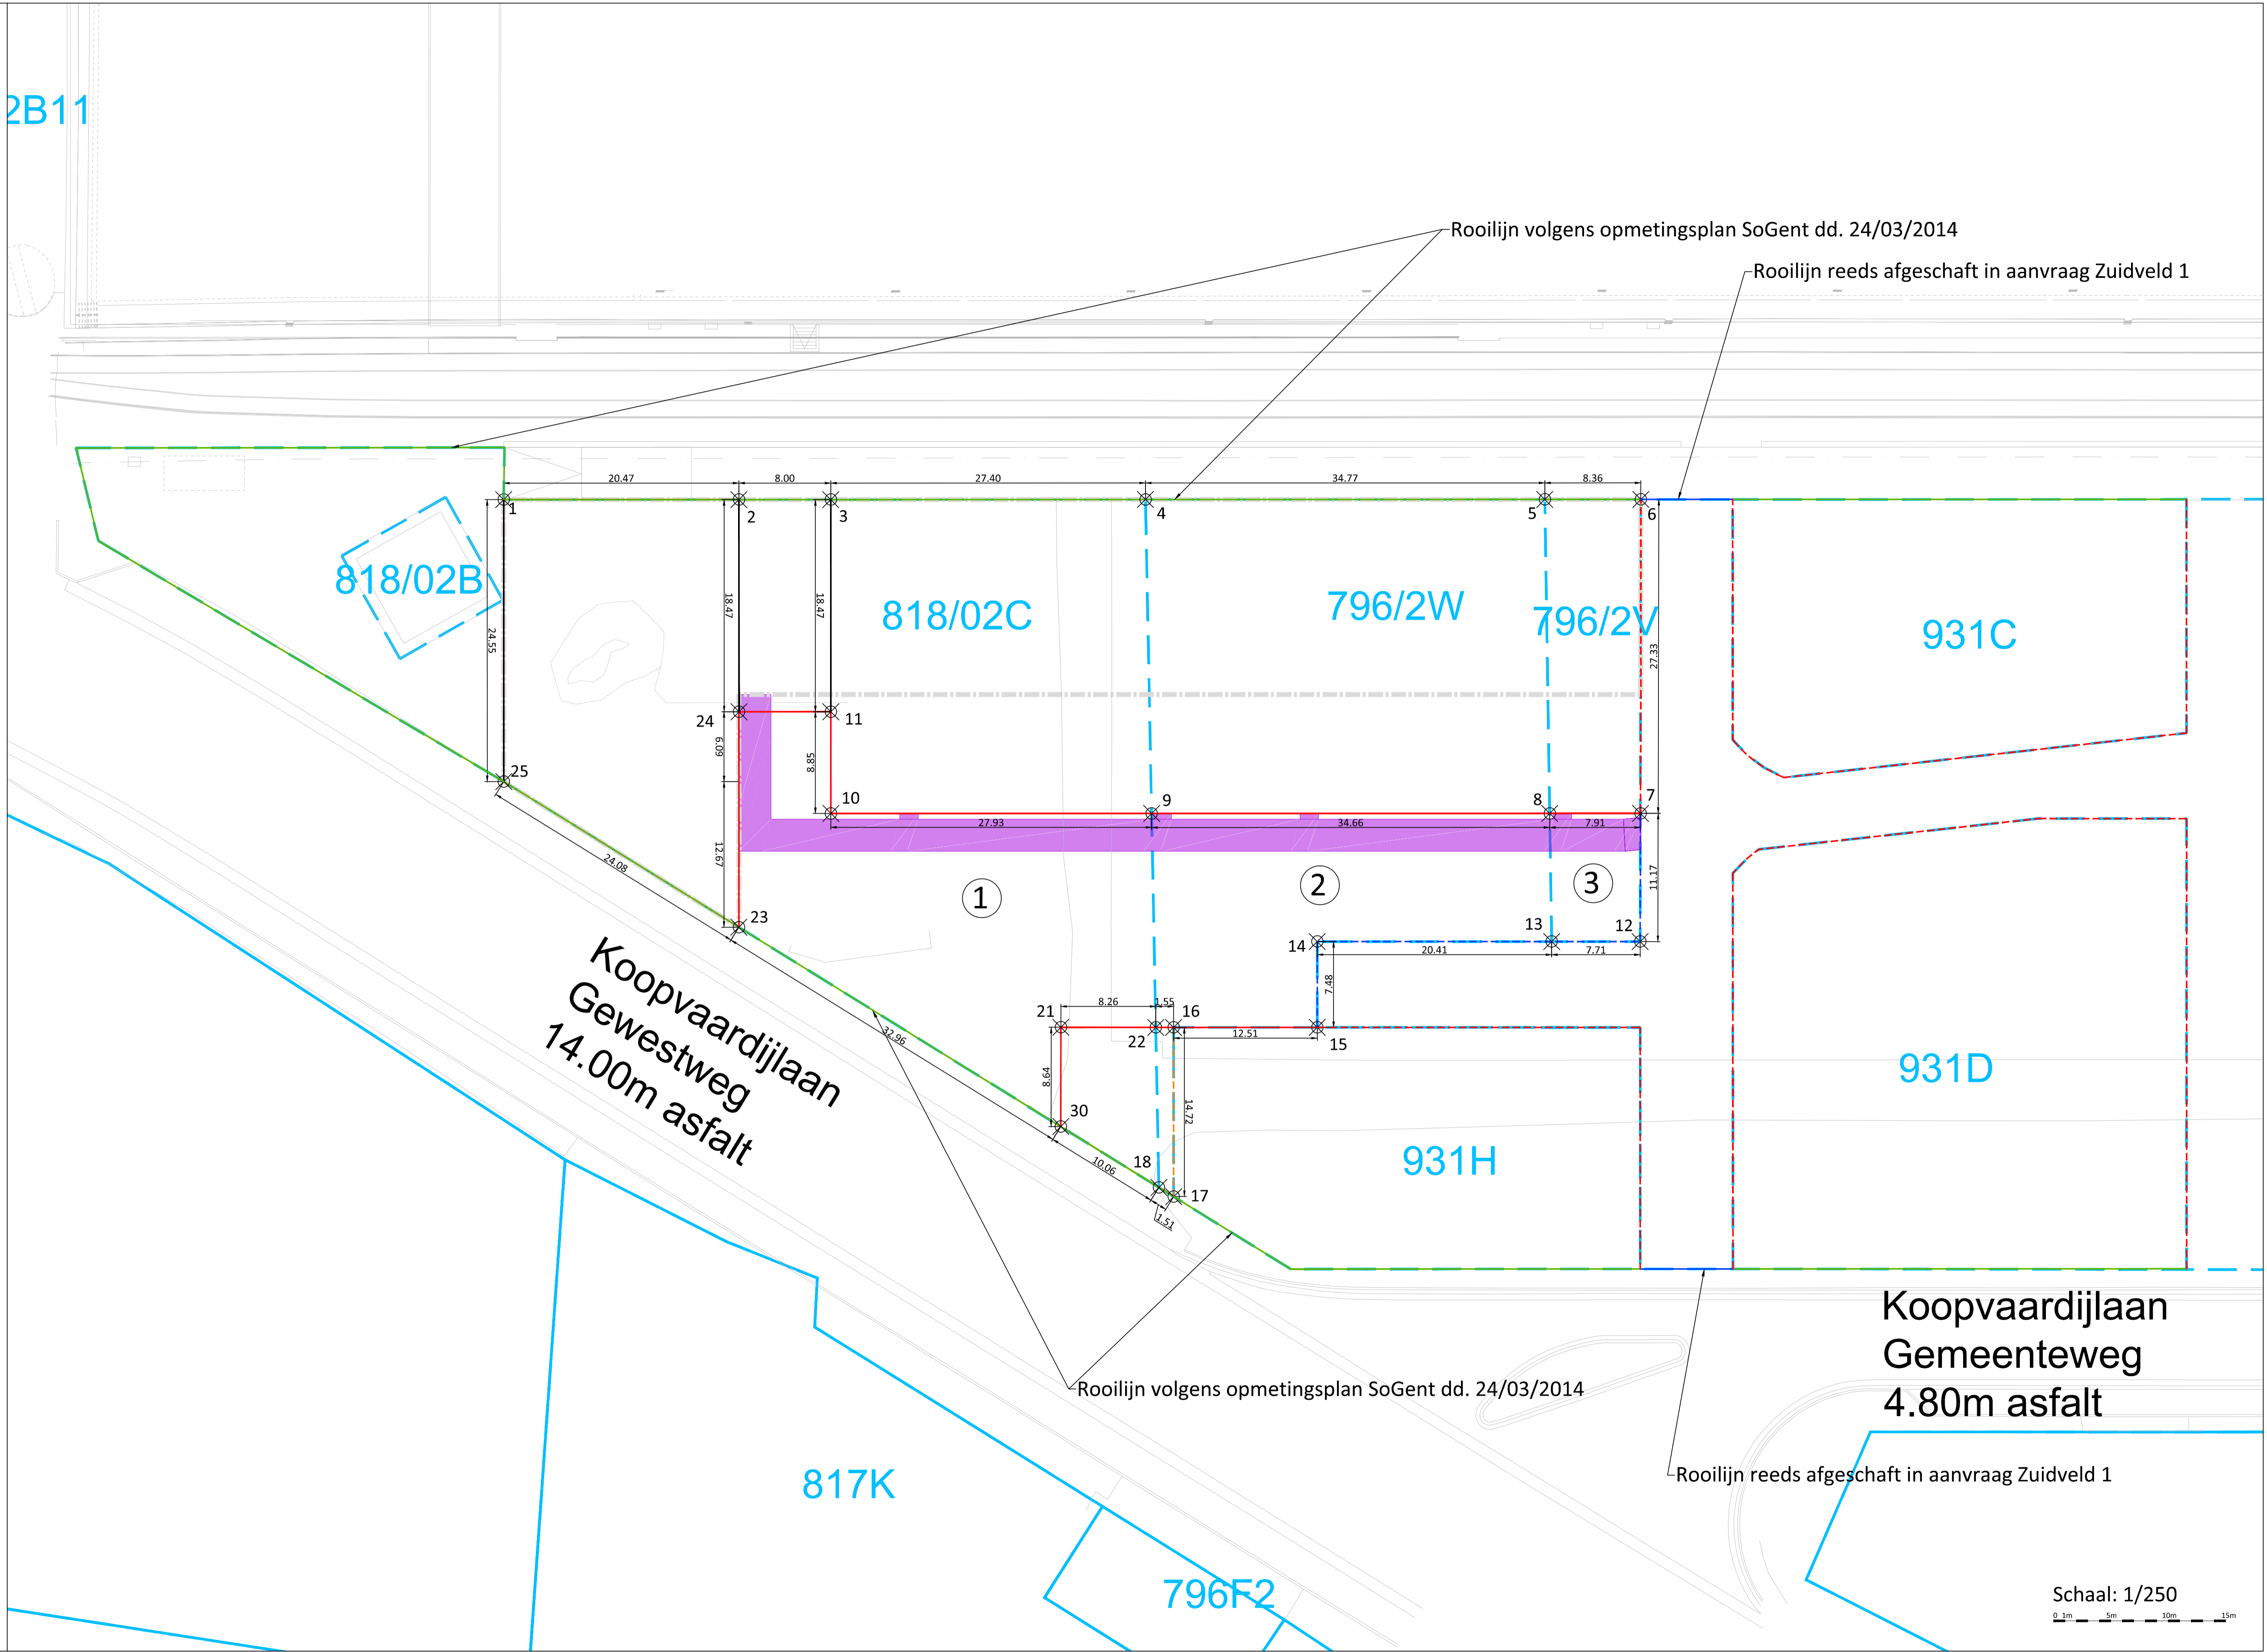 2B11
Rooilijn volgens opmetingsplan SoGent dd. 24/03/2014
Rooilijn reeds afgeschaft in aanvraag Zuidveld 1
20.47
8.00
27.40
34.77
8.36
1
2
3
4
5
6
818/02B
818/02C
796/2W
796/2V
931C
24.55
18.47
18.47
27.33
24
11
6.09
8.85
25
10
9
8
7
27.93
34.66
7.91
12.67
24.08
11.17
1
2
3
23
13
12
14
20.41
7.71
7.48
Koopvaardijlaan
Gewestweg
14.00m asfalt
32.96
21
8.26
1.55
16
22
12.51
15
8.64
14.72
30
931D
931H
18
10.06
17
1.51
Koopvaardijlaan
Gemeenteweg
4.80m asfalt
Rooilijn volgens opmetingsplan SoGent dd. 24/03/2014
Rooilijn reeds afgeschaft in aanvraag Zuidveld 1
817K
796F2
Schaal: 1/250
0 1m 5m 10m 15m